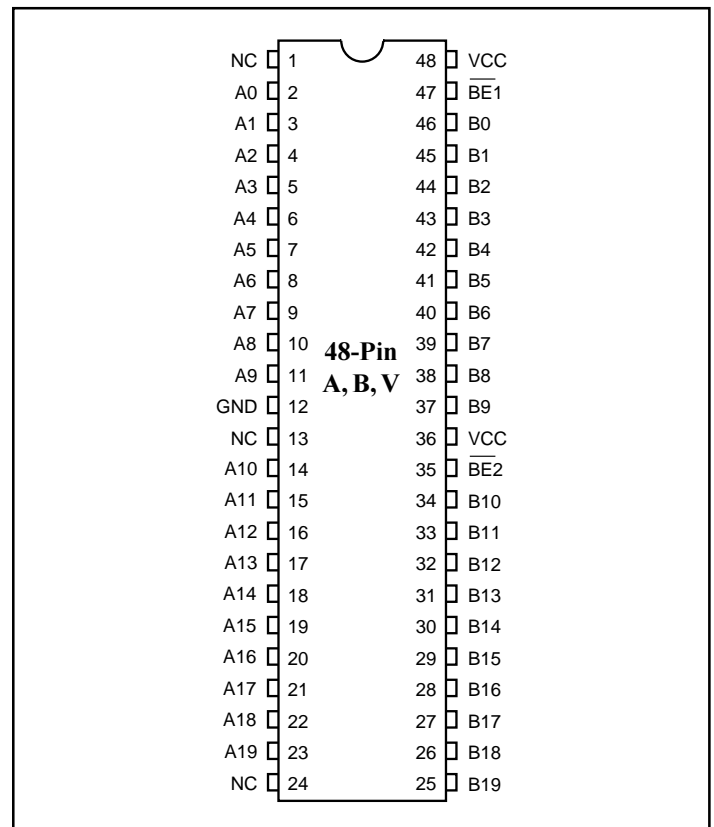 NC 1 48 VCC
A0 2 47 B̅E̅1
A1 3 46 B0
A2 4 45 B1
A3 5 44 B2
A4 6 43 B3
A5 7 42 B4
A6 8 41 B5
A7 9 40 B6
A8 10 39 B7
48-Pin
A9 11 38 B8
A, B, V
GND 12 37 B9
NC 13 36 VCC
A10 14 35 B̅E̅2
A11 15 34 B10
A12 16 33 B11
A13 17 32 B12
A14 18 31 B13
A15 19 30 B14
A16 20 29 B15
A17 21 28 B16
A18 22 27 B17
A19 23 26 B18
NC 24 25 B19